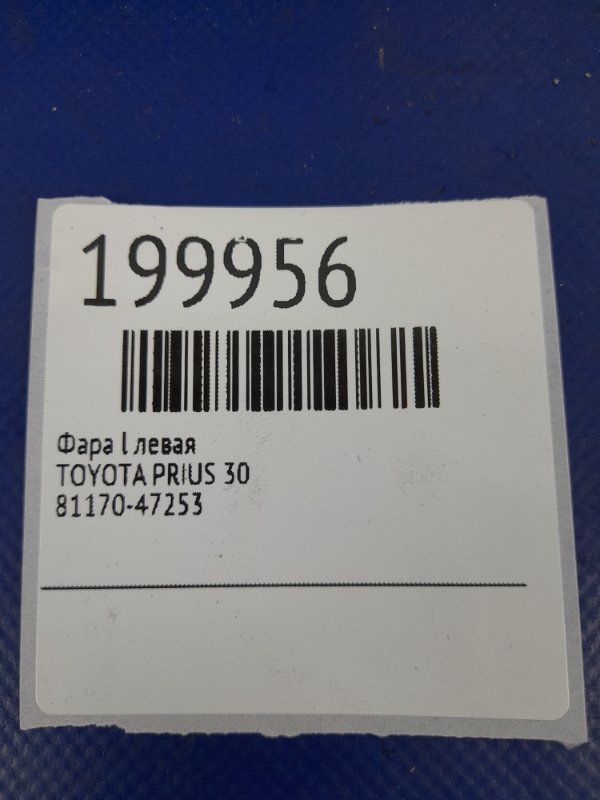 199956
Фара l левая
TOYOTA PRIUS 30
81170-47253